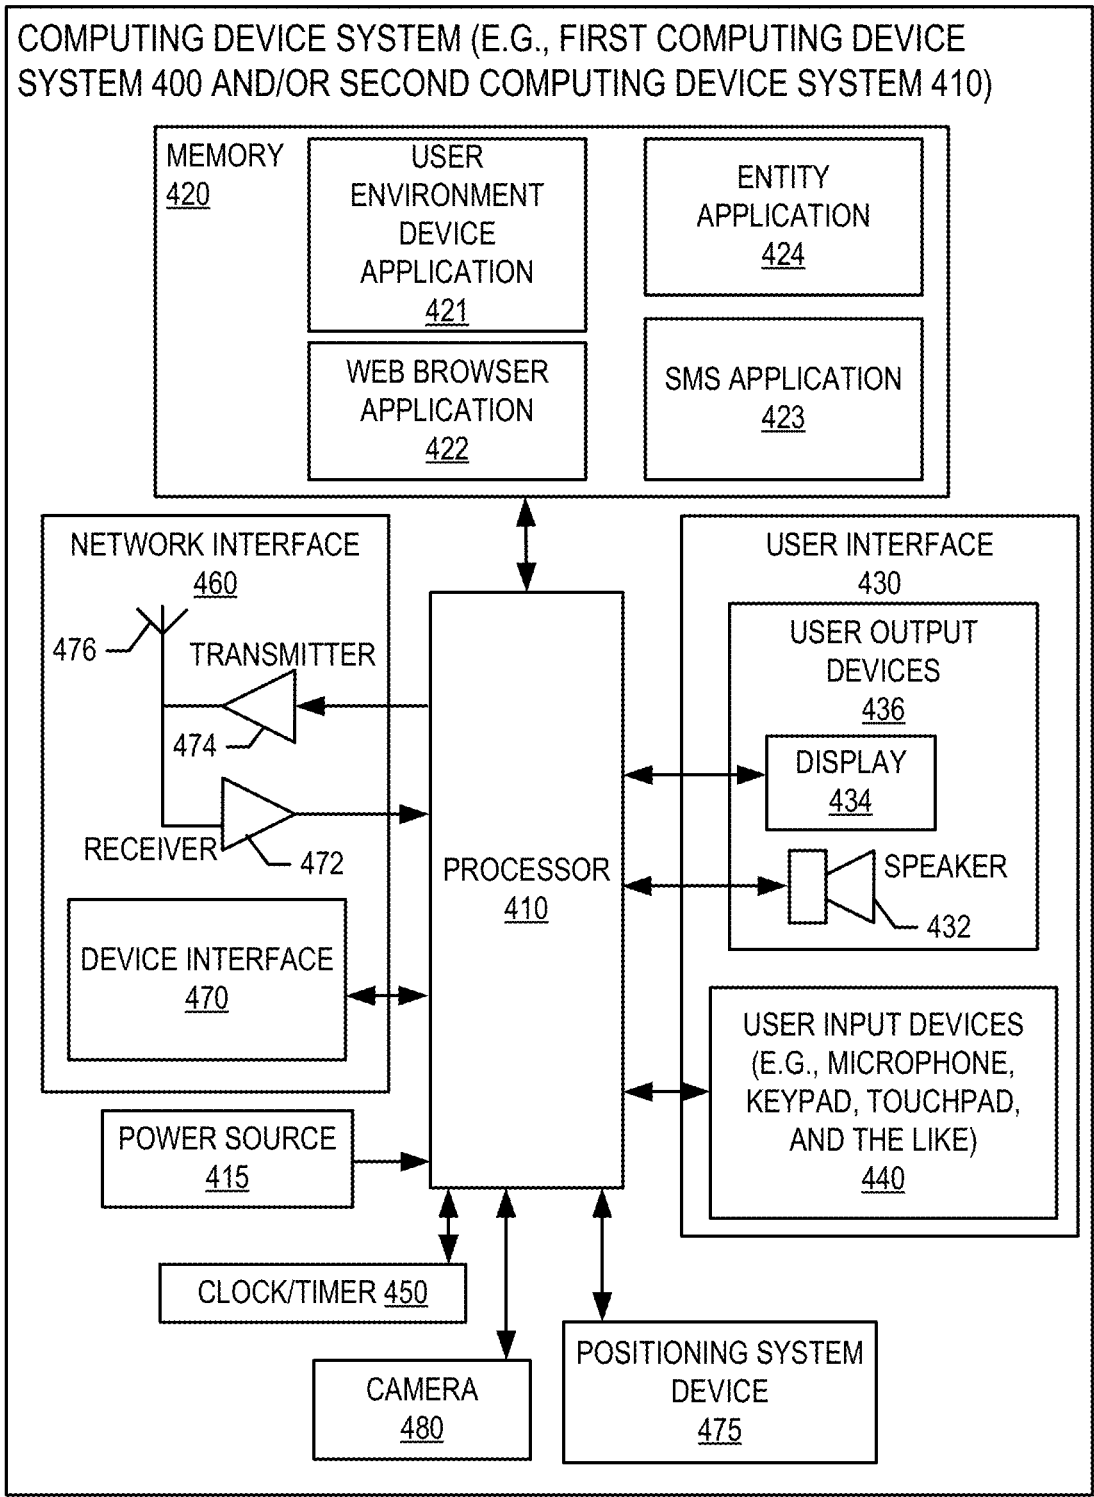 COMPUTING DEVICE SYSTEM (E.G., FIRST COMPUTING DEVICE
SYSTEM 400 AND/OR SECOND COMPUTING DEVICE SYSTEM 410)
MEMORY
420
USER
ENVIRONMENT
DEVICE
APPLICATION
421
ENTITY
APPLICATION
424
WEB BROWSER
APPLICATION
422
SMS APPLICATION
423
NETWORK INTERFACE
460
476
TRANSMITTER
474
RECEIVER
472
DEVICE INTERFACE
470
PROCESSOR
410
USER INTERFACE
430
USER OUTPUT
DEVICES
436
DISPLAY
434
SPEAKER
432
USER INPUT DEVICES
(E.G., MICROPHONE,
KEYPAD, TOUCHPAD,
AND THE LIKE)
440
POWER SOURCE
415
CLOCK/TIMER 450
CAMERA
480
POSITIONING SYSTEM
DEVICE
475